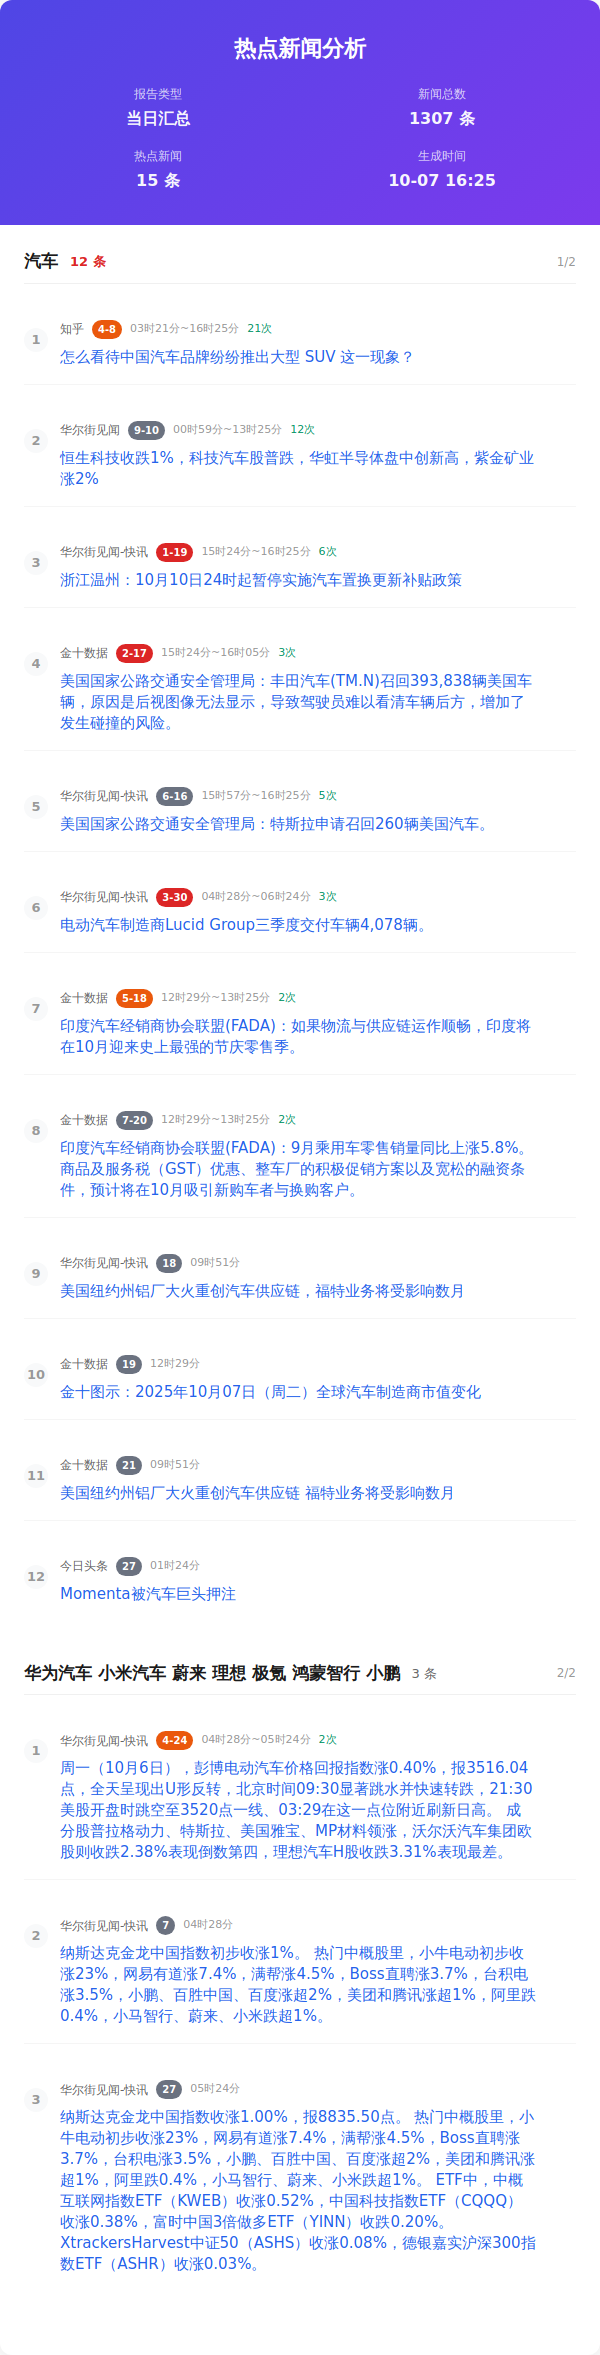 热点新闻分析
报告类型
新闻总数
当日汇总
1307 条
热点新闻
生成时间
15 条
10-07 16:25
汽车 12 条 1/2
1
知乎 4-8 03时21分~16时25分 21次
怎么看待中国汽车品牌纷纷推出大型 SUV 这一现象？
2
华尔街见闻 9-10 00时59分~13时25分 12次
恒生科技收跌1%，科技汽车股普跌，华虹半导体盘中创新高，紫金矿业
涨2%
3
华尔街见闻-快讯 1-19 15时24分~16时25分 6次
浙江温州：10月10日24时起暂停实施汽车置换更新补贴政策
4
金十数据 2-17 15时24分~16时05分 3次
美国国家公路交通安全管理局：丰田汽车(TM.N)召回393,838辆美国车
辆，原因是后视图像无法显示，导致驾驶员难以看清车辆后方，增加了
发生碰撞的风险。
5
华尔街见闻-快讯 6-16 15时57分~16时25分 5次
美国国家公路交通安全管理局：特斯拉申请召回260辆美国汽车。
6
华尔街见闻-快讯 3-30 04时28分~06时24分 3次
电动汽车制造商Lucid Group三季度交付车辆4,078辆。
7
金十数据 5-18 12时29分~13时25分 2次
印度汽车经销商协会联盟(FADA)：如果物流与供应链运作顺畅，印度将
在10月迎来史上最强的节庆零售季。
8
金十数据 7-20 12时29分~13时25分 2次
印度汽车经销商协会联盟(FADA)：9月乘用车零售销量同比上涨5.8%。
商品及服务税（GST）优惠、整车厂的积极促销方案以及宽松的融资条
件，预计将在10月吸引新购车者与换购客户。
9
华尔街见闻-快讯 18 09时51分
美国纽约州铝厂大火重创汽车供应链，福特业务将受影响数月
10
金十数据 19 12时29分
金十图示：2025年10月07日（周二）全球汽车制造商市值变化
11
金十数据 21 09时51分
美国纽约州铝厂大火重创汽车供应链 福特业务将受影响数月
12
今日头条 27 01时24分
Momenta被汽车巨头押注
华为汽车 小米汽车 蔚来 理想 极氪 鸿蒙智行 小鹏 3 条 2/2
1
华尔街见闻-快讯 4-24 04时28分~05时24分 2次
周一（10月6日），彭博电动汽车价格回报指数涨0.40%，报3516.04
点，全天呈现出U形反转，北京时间09:30显著跳水并快速转跌，21:30
美股开盘时跳空至3520点一线、03:29在这一点位附近刷新日高。 成
分股普拉格动力、特斯拉、美国雅宝、MP材料领涨，沃尔沃汽车集团欧
股则收跌2.38%表现倒数第四，理想汽车H股收跌3.31%表现最差。
2
华尔街见闻-快讯 7 04时28分
纳斯达克金龙中国指数初步收涨1%。 热门中概股里，小牛电动初步收
涨23%，网易有道涨7.4%，满帮涨4.5%，Boss直聘涨3.7%，台积电
涨3.5%，小鹏、百胜中国、百度涨超2%，美团和腾讯涨超1%，阿里跌
0.4%，小马智行、蔚来、小米跌超1%。
3
华尔街见闻-快讯 27 05时24分
纳斯达克金龙中国指数收涨1.00%，报8835.50点。 热门中概股里，小
牛电动初步收涨23%，网易有道涨7.4%，满帮涨4.5%，Boss直聘涨
3.7%，台积电涨3.5%，小鹏、百胜中国、百度涨超2%，美团和腾讯涨
超1%，阿里跌0.4%，小马智行、蔚来、小米跌超1%。 ETF中，中概
互联网指数ETF（KWEB）收涨0.52%，中国科技指数ETF（CQQQ）
收涨0.38%，富时中国3倍做多ETF（YINN）收跌0.20%。
XtrackersHarvest中证50（ASHS）收涨0.08%，德银嘉实沪深300指
数ETF（ASHR）收涨0.03%。